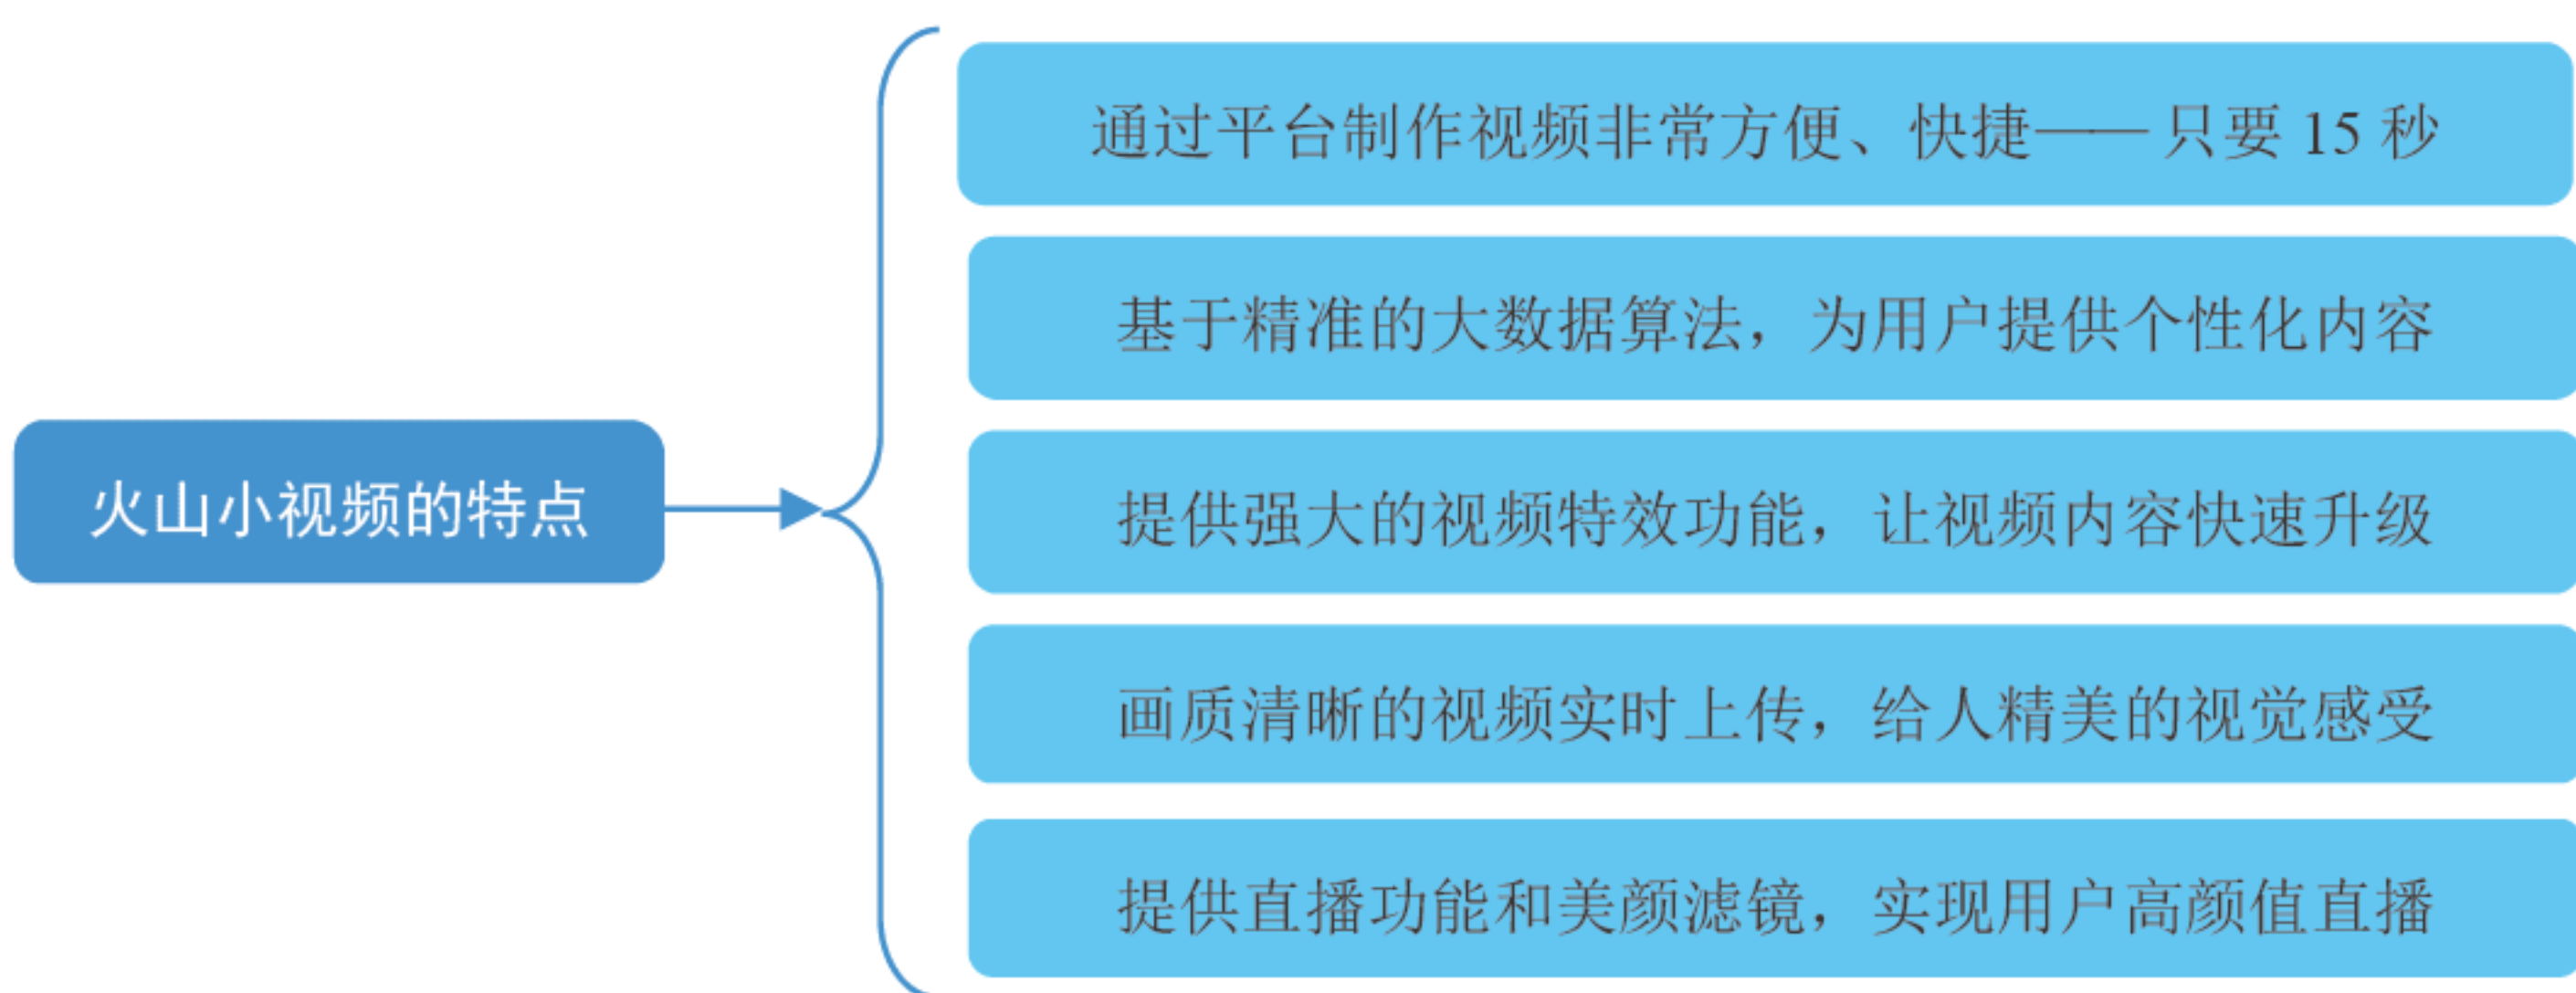 火山小视频的特点
通过平台制作视频非常方便、快捷——只要 15 秒
基于精准的大数据算法，为用户提供个性化内容
提供强大的视频特效功能，让视频内容快速升级
画质清晰的视频实时上传，给人精美的视觉感受
提供直播功能和美颜滤镜，实现用户高颜值直播